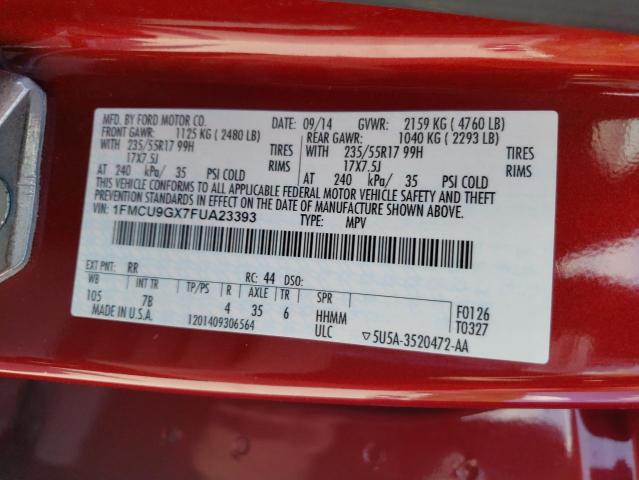 MFD. BY FORD MOTOR CO. DATE: 09/14 GVWR: 2159 KG ( 4760 LB)
FRONT GAWR: 1125 KG ( 2480 LB) REAR GAWR: 1040 KG ( 2293 LB)
WITH 235/55R17 99H TIRES WITH 235/55R17 99H TIRES
17X7.5J RIMS 17X7.5J RIMS
AT 240 kPa/ 35 PSI COLD AT 240 kPa/ 35 PSI COLD
THIS VEHICLE CONFORMS TO ALL APPLICABLE FEDERAL MOTOR VEHICLE SAFETY AND THEFT
PREVENTION STANDARDS IN EFFECT ON THE DATE OF MANUFACTURE SHOWN ABOVE.
VIN: 1FMCU9GX7FUA23393 TYPE: MPV
EXT PNT: RR RC: 44 DSO:
WB INT TR TP/PS R AXLE TR SPR
105 7B 4 35 6 HHMM F0126
MADE IN U.S.A. 1201409306564 ULC ▽5U5A-3520472-AA T0327